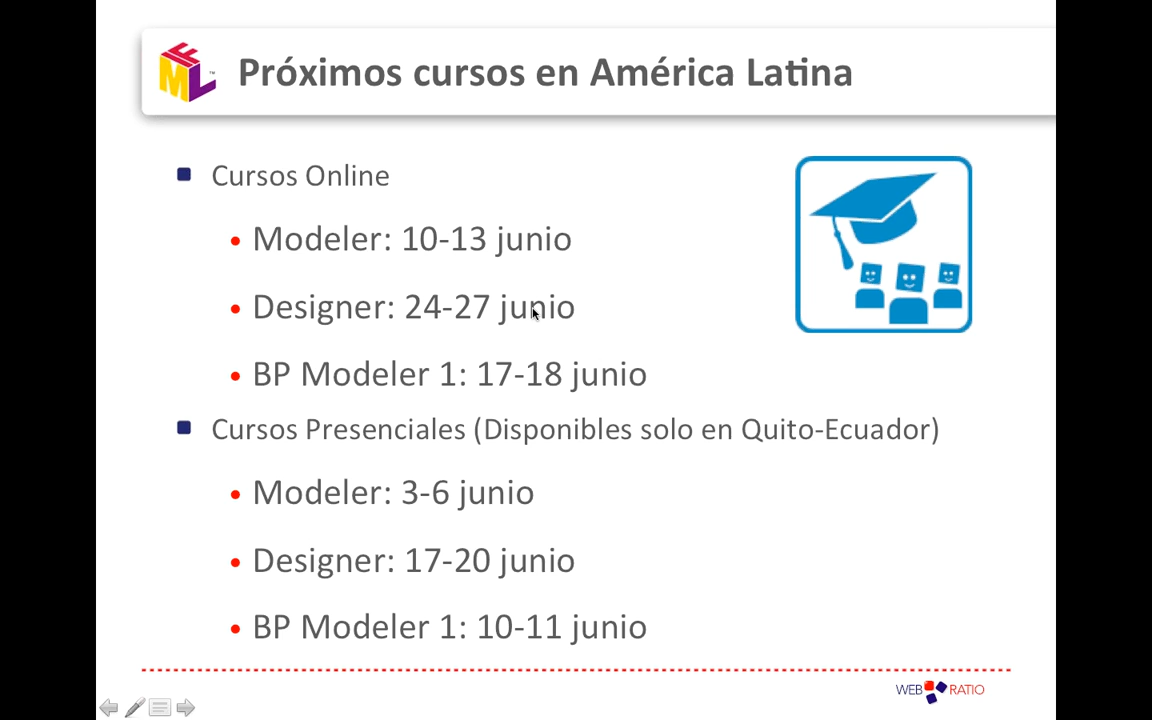 IFML™
Próximos cursos en América Latina
Cursos Online
Modeler: 10-13 junio
Designer: 24-27 junio
BP Modeler 1: 17-18 junio
Cursos Presenciales (Disponibles solo en Quito-Ecuador)
Modeler: 3-6 junio
Designer: 17-20 junio
BP Modeler 1: 10-11 junio
WEB RATIO